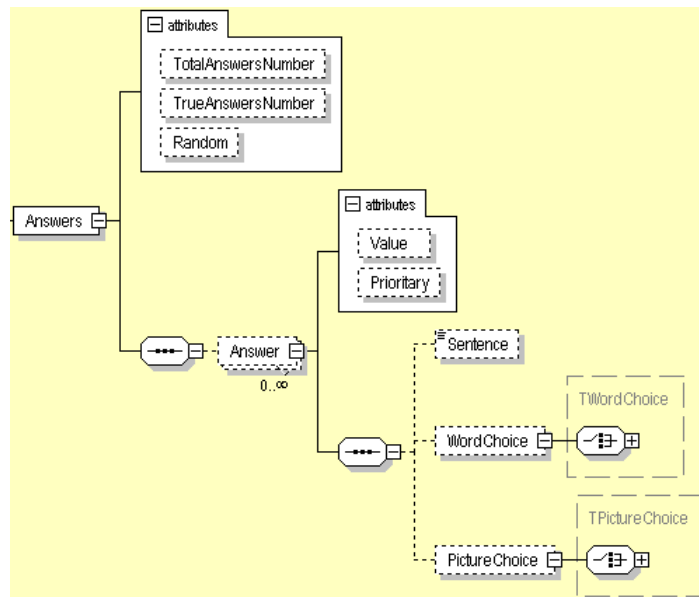 attributes
TotalAnswersNumber
TrueAnswersNumber
Random
Answers
attributes
Value
Prioritary
Answer
0..∞
Sentence
TWordChoice
WordChoice
TPictureChoice
PictureChoice